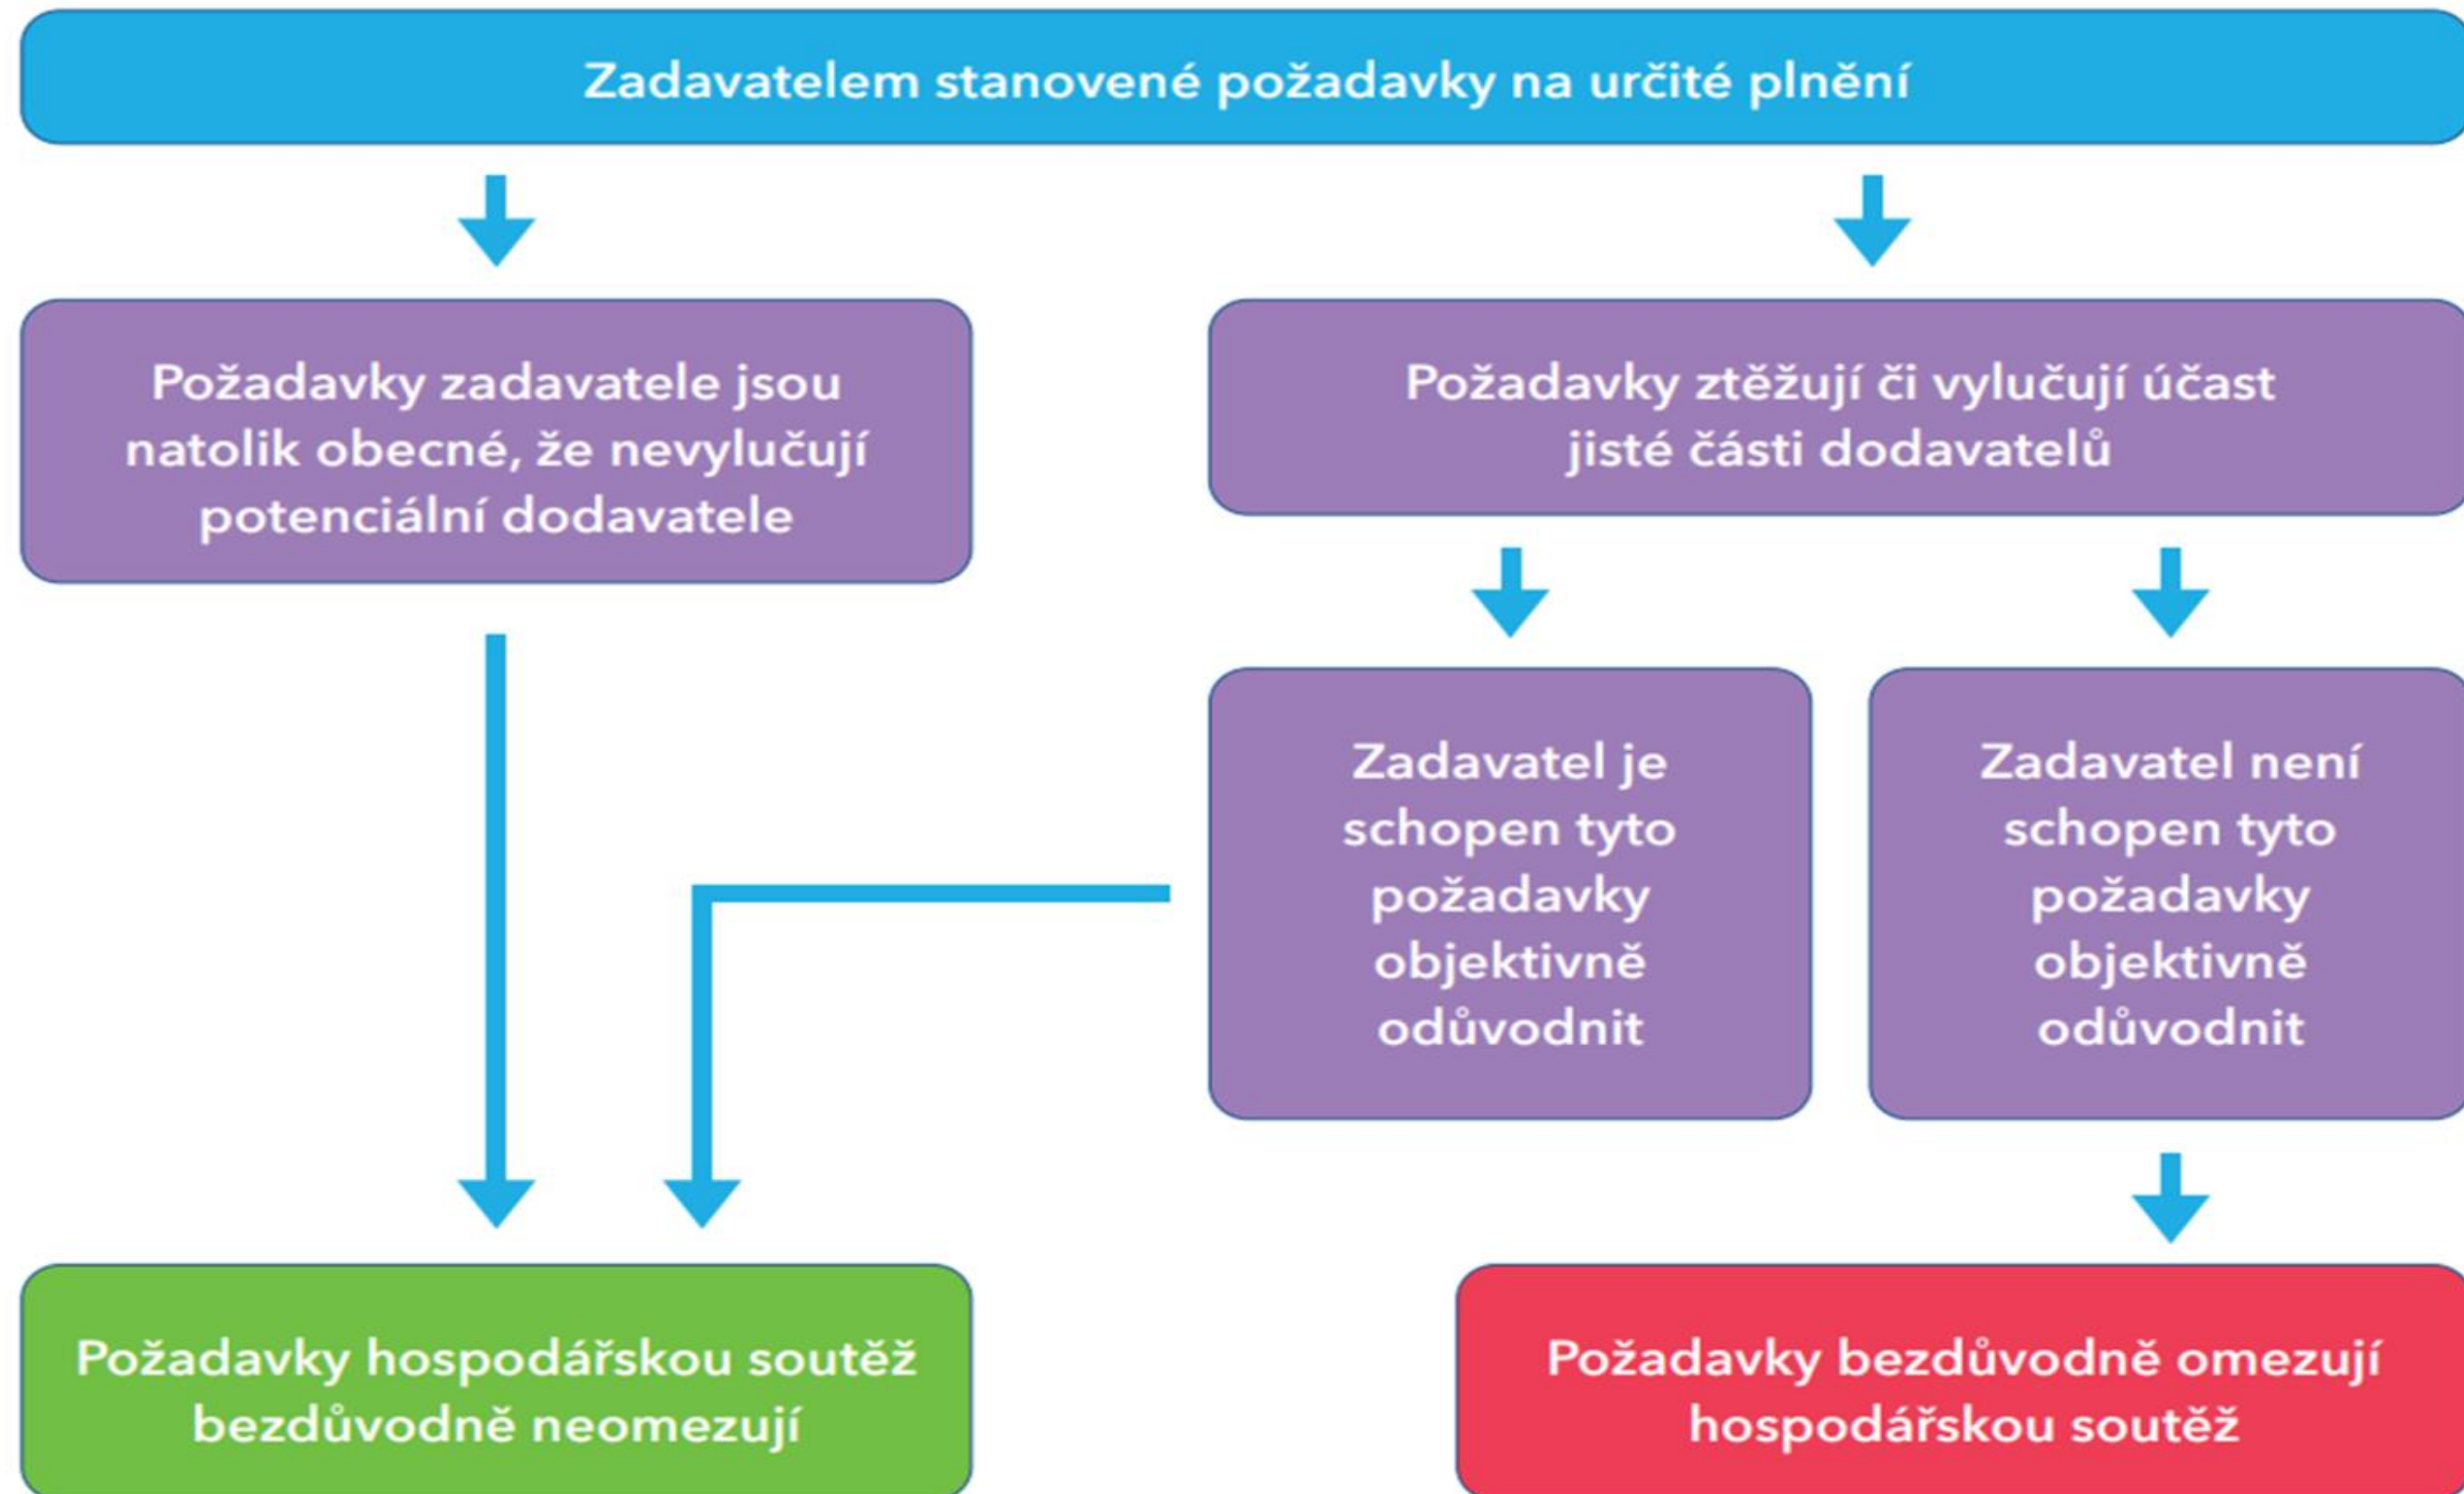 Zadavatelem stanovené požadavky na určité plnění
Požadavky zadavatele jsou
natolik obecné, že nevylučují
potenciální dodavatele
Požadavky ztěžují či vylučují účast
jisté části dodavatelů
Zadavatel je
schopen tyto
požadavky
objektivně
odůvodnit
Zadavatel není
schopen tyto
požadavky
objektivně
odůvodnit
Požadavky hospodářskou soutěž
bezdůvodně neomezují
Požadavky bezdůvodně omezují
hospodářskou soutěž